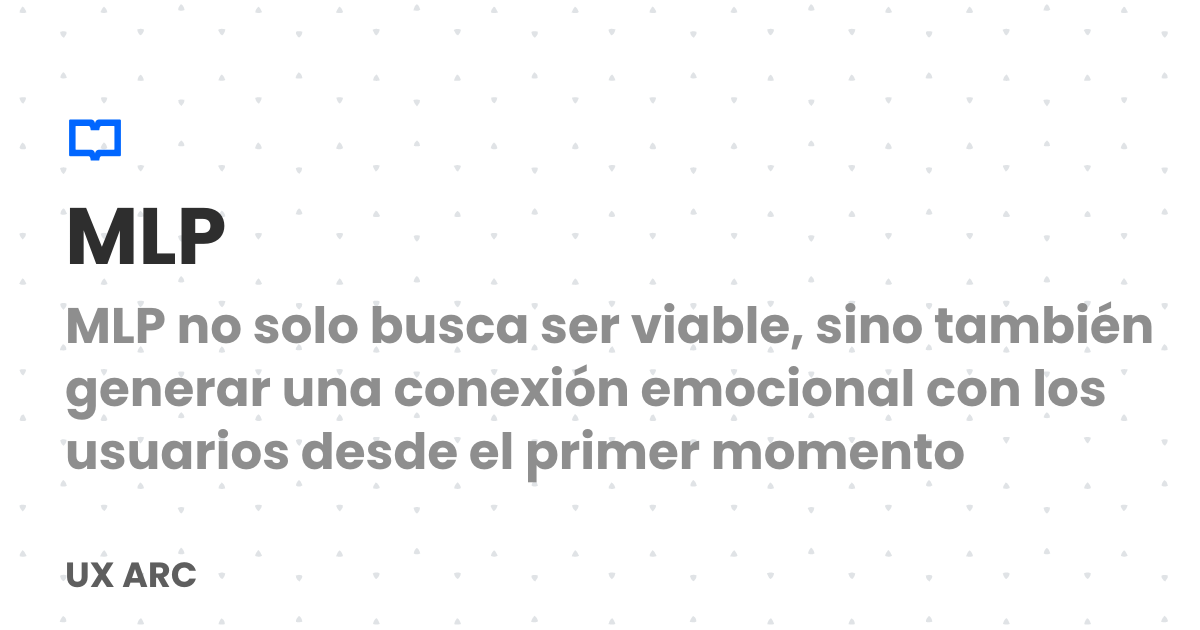 MLP
MLP no solo busca ser viable, sino también
generar una conexión emocional con los
usuarios desde el primer momento
UX ARC